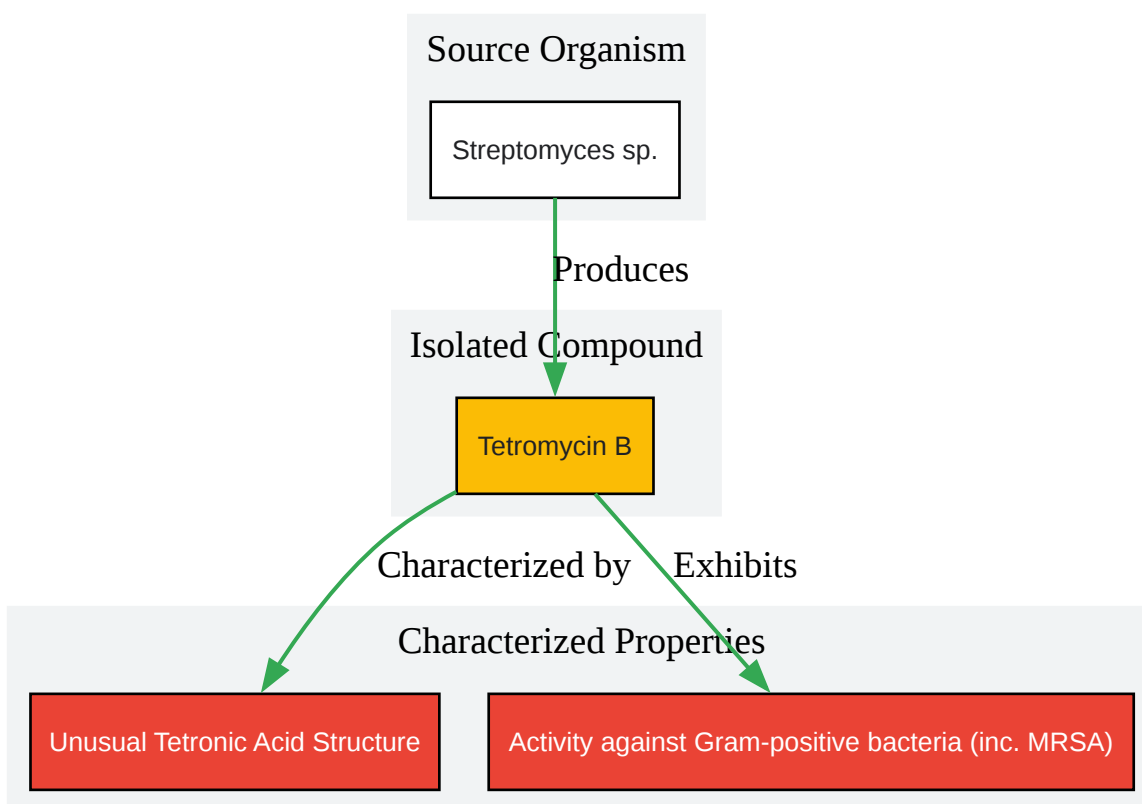 Source Organism
Streptomyces sp.
Produces
Isolated Compound
Tetromycin B
Characterized by
Exhibits
Characterized Properties
Unusual Tetronic Acid Structure
Activity against Gram-positive bacteria (inc. MRSA)